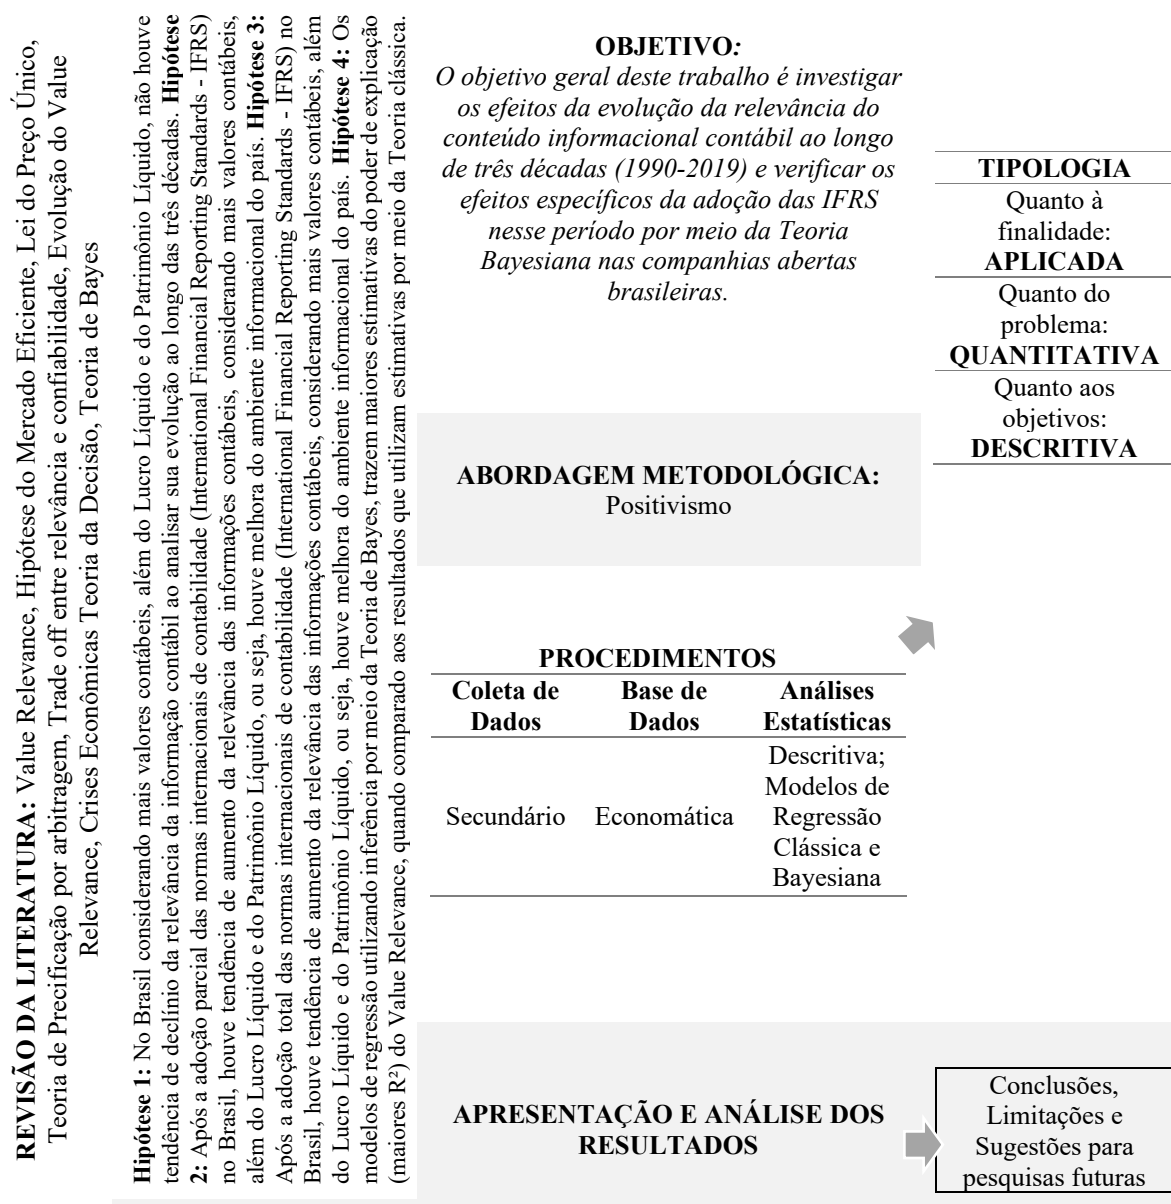 REVISÃO DA LITERATURA: Value Relevance, Hipótese do Mercado Eficiente, Lei do Preço Único,
Teoria de Precificação por arbitragem, Trade off entre relevância e confiabilidade, Evolução do Value
Relevance, Crises Econômicas Teoria da Decisão, Teoria de Bayes
Hipótese 1: No Brasil considerando mais valores contábeis, além do Lucro Líquido e do Patrimônio Líquido, não houve
tendência de declínio da relevância da informação contábil ao analisar sua evolução ao longo das três décadas. Hipótese
2: Após a adoção parcial das normas internacionais de contabilidade (International Financial Reporting Standards - IFRS)
no Brasil, houve tendência de aumento da relevância das informações contábeis, considerando mais valores contábeis,
além do Lucro Líquido e do Patrimônio Líquido, ou seja, houve melhora do ambiente informacional do país. Hipótese 3:
Após a adoção total das normas internacionais de contabilidade (International Financial Reporting Standards - IFRS) no
Brasil, houve tendência de aumento da relevância das informações contábeis, considerando mais valores contábeis, além
do Lucro Líquido e do Patrimônio Líquido, ou seja, houve melhora do ambiente informacional do país. Hipótese 4: Os
modelos de regressão utilizando inferência por meio da Teoria de Bayes, trazem maiores estimativas do poder de explicação
(maiores R²) do Value Relevance, quando comparado aos resultados que utilizam estimativas por meio da Teoria clássica.
OBJETIVO:
O objetivo geral deste trabalho é investigar
os efeitos da evolução da relevância do
conteúdo informacional contábil ao longo
de três décadas (1990-2019) e verificar os
efeitos específicos da adoção das IFRS
nesse período por meio da Teoria
Bayesiana nas companhias abertas
brasileiras.
TIPOLOGIA
Quanto à
finalidade:
APLICADA
Quanto do
problema:
QUANTITATIVA
Quanto aos
objetivos:
DESCRITIVA
ABORDAGEM METODOLÓGICA:
Positivismo
PROCEDIMENTOS
Coleta de Dados
Base de Dados
Análises Estatísticas
Secundário
Economática
Descritiva;
Modelos de
Regressão
Clássica e
Bayesiana
APRESENTAÇÃO E ANÁLISE DOS
RESULTADOS
Conclusões,
Limitações e
Sugestões para
pesquisas futuras